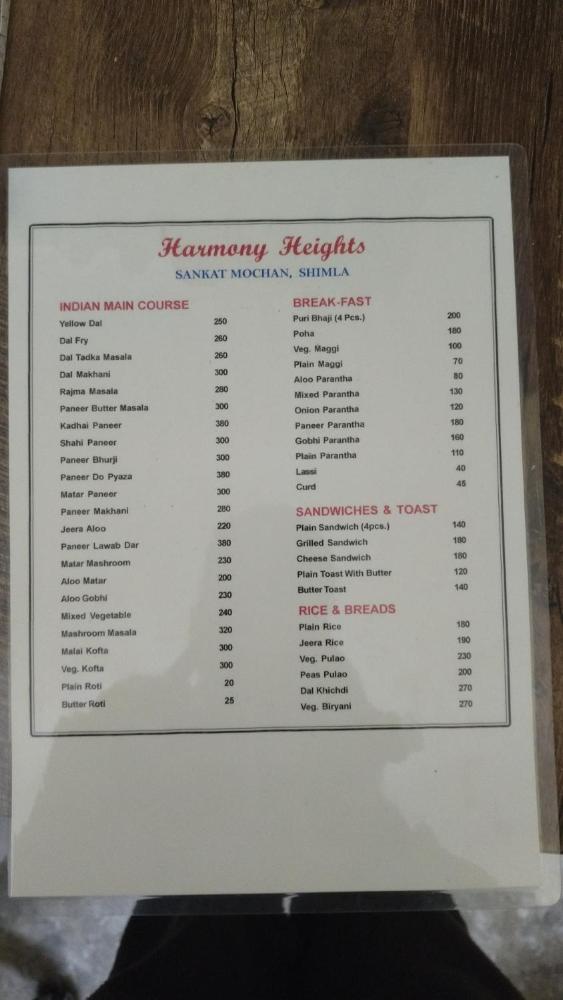 Harmony Heights
SANKAT MOCHAN, SHIMLA
INDIAN MAIN COURSE
Yellow Dal 250
Dal Fry 260
Dal Tadka Masala 260
Dal Makhani 300
Rajma Masala 280
Paneer Butter Masala 300
Kadhai Paneer 380
Shahi Paneer 300
Paneer Bhurji 300
Paneer Do Pyaza 380
Matar Paneer 300
Paneer Makhani 280
Jeera Aloo 220
Paneer Lawab Dar 380
Matar Mashroom 230
Aloo Matar 200
Aloo Gobhi 230
Mixed Vegetable 240
Mashroom Masala 320
Malai Kofta 300
Veg. Kofta 300
Plain Roti 20
Butter Roti 25
BREAK-FAST
Puri Bhaji (4 Pcs.) 200
Poha 180
Veg. Maggi 100
Plain Maggi 70
Aloo Parantha 80
Mixed Parantha 130
Onion Parantha 120
Paneer Parantha 180
Gobhi Parantha 160
Plain Parantha 110
Lassi 40
Curd 45
SANDWICHES & TOAST
Plain Sandwich (4pcs.) 140
Grilled Sandwich 180
Cheese Sandwich 180
Plain Toast With Butter 120
Butter Toast 140
RICE & BREADS
Plain Rice 180
Jeera Rice 190
Veg. Pulao 230
Peas Pulao 200
Dal Khichdi 270
Veg. Biryani 270